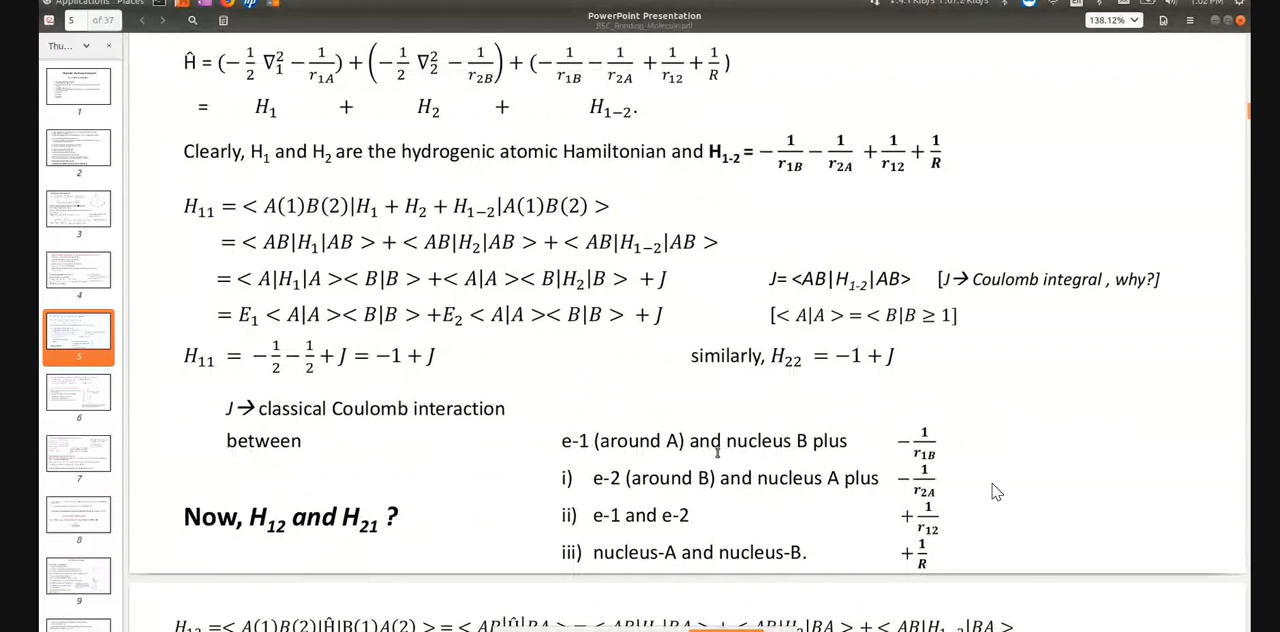 Applications Places 1:02 PM
PowerPoint Presentation
BSC_Bonding_Molecule.pdf
5 of 37
138.12%
Thu...
1
2
3
4
5
6
7
8
9
Ĥ = (−1/2 ∇₁² − 1/r₁A) + (−1/2 ∇₂² − 1/r₂B) + (−1/r₁B − 1/r₂A + 1/r₁₂ + 1/R)
= H₁ + H₂ + H₁₋₂.
Clearly, H₁ and H₂ are the hydrogenic Hamiltonian and H₁₋₂ = −1/r₁B − 1/r₂A + 1/r₁₂ + 1/R
H₁₁ = < A(1)B(2)|H₁ + H₂ + H₁₋₂|A(1)B(2) >
= < AB|H₁|AB > + < AB|H₂|AB > + < AB|H₁₋₂|AB >
= < A|H₁|A >< B|B > +< A|A >< B|H₂|B > + J J= <AB|H₁₋₂|AB> [J→ Coulomb integral , why?]
= E₁ < A|A >< B|B > +E₂ < A|A >< B|B > + J [< A|A > = < B|B ≥ 1]
H₁₁ = −1/2 − 1/2 + J = −1 + J similarly, H₂₂ = −1 + J
J→ classical Coulomb interaction
between e-1 (around A) and nucleus B plus −1/r₁B
i) e-2 (around B) and nucleus A plus −1/r₂A
Now, H₁₂ and H₂₁ ? ii) e-1 and e-2 +1/r₁₂
iii) nucleus-A and nucleus-B. +1/R